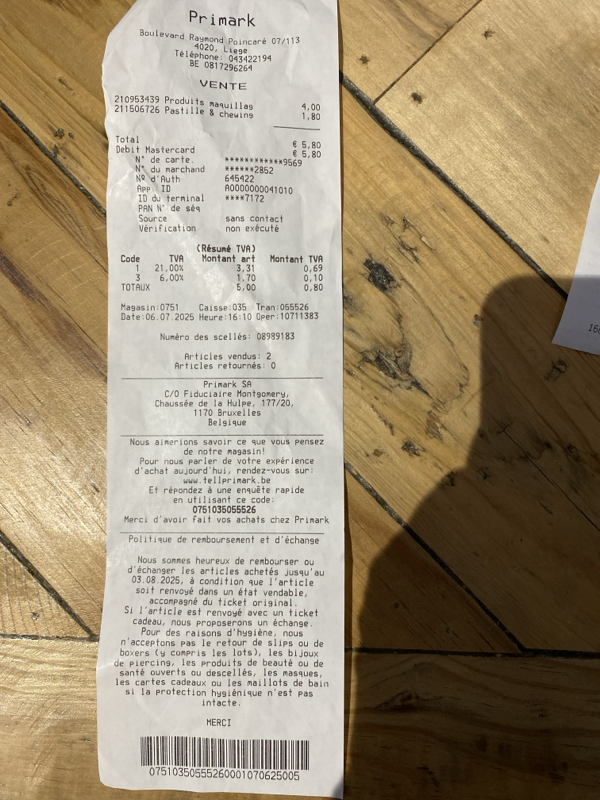 Primark
Boulevard Raymond Poincaré 07/113
4020, Liege
Téléphone: 043422194
BE 0817296264
VENTE
210953439 Produits maquillag 4,00
211506726 Pastille & chewing 1,80
Total € 5,80
Debit Mastercard € 5,80
N° de carte. ************9569
N° du marchand ******2852
Nº d'Auth 645422
App. ID A0000000041010
ID du terminal ****7172
PAN N° de séq
Source sans contact
Vérification non exécuté
(Résumé TVA)
Code TVA Montant art Montant TVA
1 21,00% 3,31 0,69
3 6,00% 1,70 0,10
TOTAUX 5,00 0,80
Magasin:0751 Caisse:035 Tran:055526
Date:06.07.2025 Heure:16:10 Oper:10711383
Numéro des scellés: 08989183
Articles vendus: 2
Articles retournés: 0
Primark SA
C/O Fiduciaire Montgomery,
Chaussée de la Hulpe, 177/20,
1170 Bruxelles
Belgique
Nous aimerions savoir ce que vous pensez
de notre magasin!
Pour nous parler de votre expérience
d'achat aujourd'hui, rendez-vous sur:
www.tellprimark.be
Et répondez à une enquête rapide
en utilisant ce code:
0751035055526
Merci d'avoir fait vos achats chez Primark
Politique de remboursement et d'échange
Nous sommes heureux de rembourser ou
d'échanger les articles achetés jusqu'au
03.08.2025, à condition que l'article
soit renvoyé dans un état vendable,
accompagné du ticket original.
Si l'article est renvoyé avec un ticket
cadeau, nous proposerons un échange.
Pour des raisons d'hygiène, nous
n'acceptons pas le retour de slips ou de
boxers (y compris les lots), les bijoux
de piercing, les produits de beauté ou de
santé ouverts ou descellés, les masques,
les cartes cadeaux ou les maillots de bain
si la protection hygiénique n'est pas
intacte.
MERCI
07510350555260001070625005